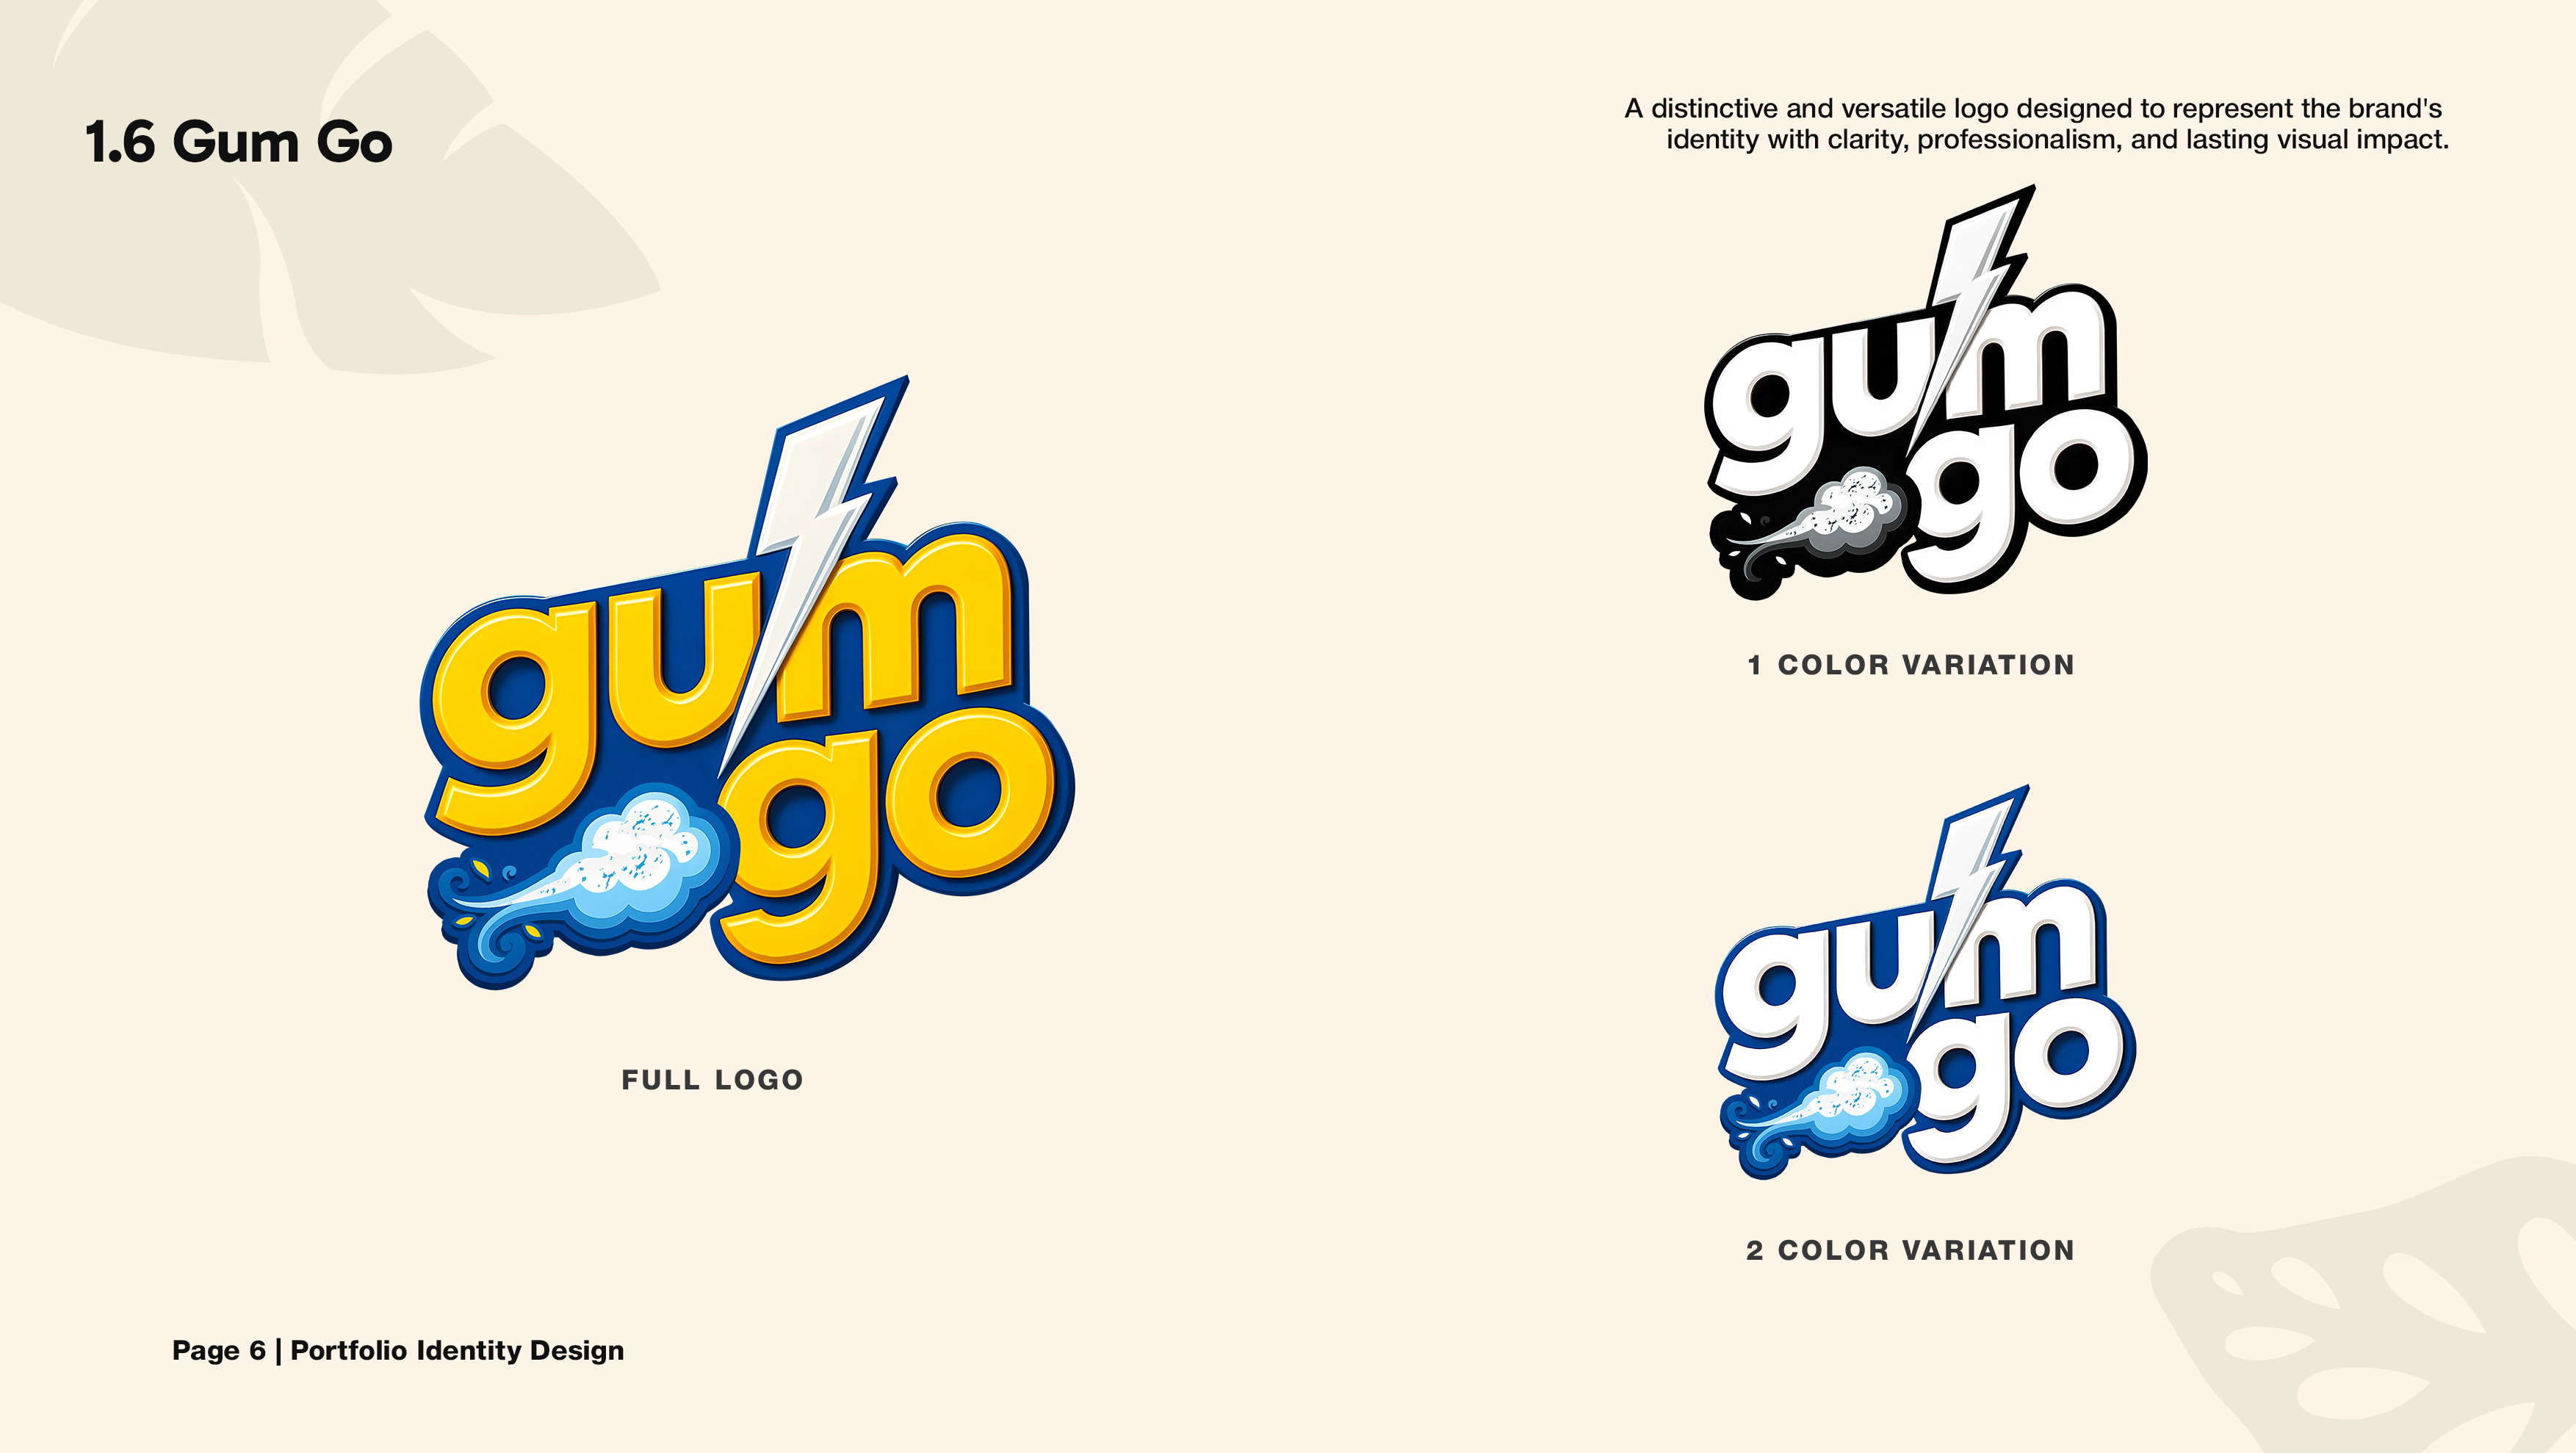 1.6 Gum Go
A distinctive and versatile logo designed to represent the brand's
identity with clarity, professionalism, and lasting visual impact.
gum
go
FULL LOGO
gum
go
1 COLOR VARIATION
gum
go
2 COLOR VARIATION
Page 6 | Portfolio Identity Design